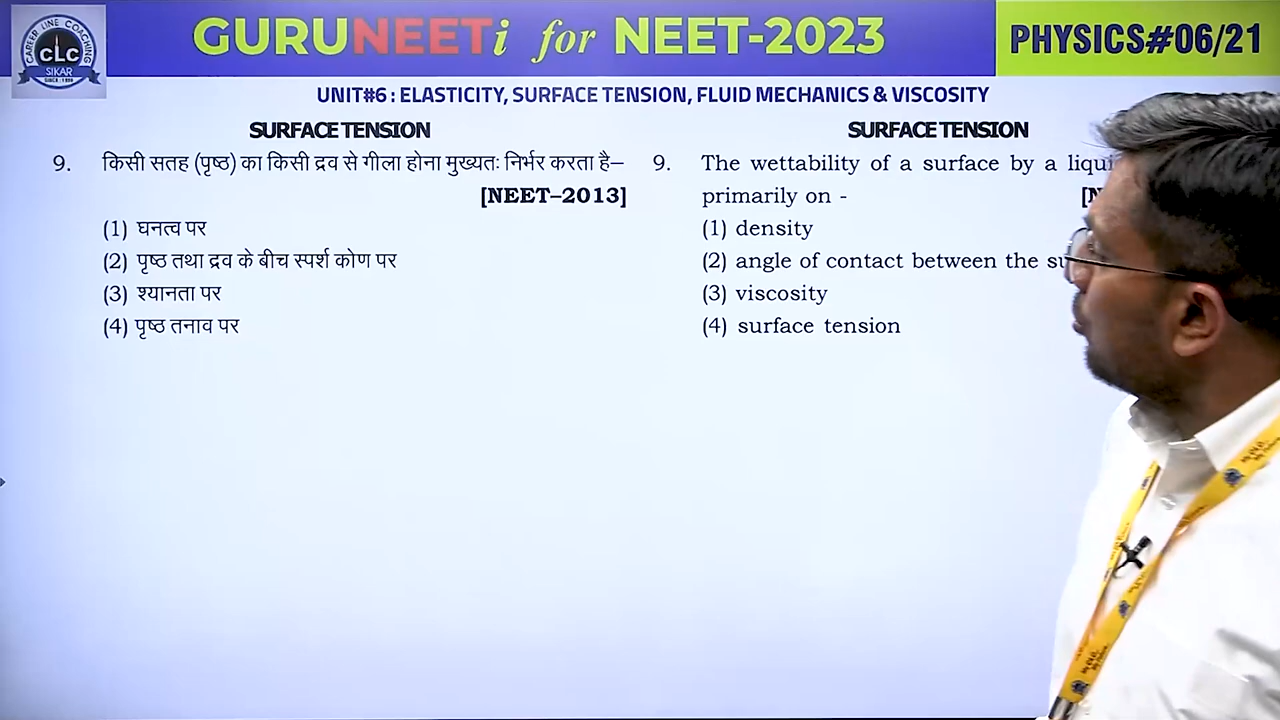 CAREER LINE COACHING
CLC
SIKAR
SINCE : 1996
GURUNEETi for NEET-2023
PHYSICS#06/21
UNIT#6 : ELASTICITY, SURFACE TENSION, FLUID MECHANICS & VISCOSITY
SURFACE TENSION
9. किसी सतह (पृष्ठ) का किसी द्रव से गीला होना मुख्यतः निर्भर करता है–
[NEET–2013]
(1) घनत्व पर
(2) पृष्ठ तथा द्रव के बीच स्पर्श कोण पर
(3) श्यानता पर
(4) पृष्ठ तनाव पर
SURFACE TENSION
9. The wettability of a surface by a
primarily on -
(1) density
(2) angle of contact between the
(3) viscosity
(4) surface tension